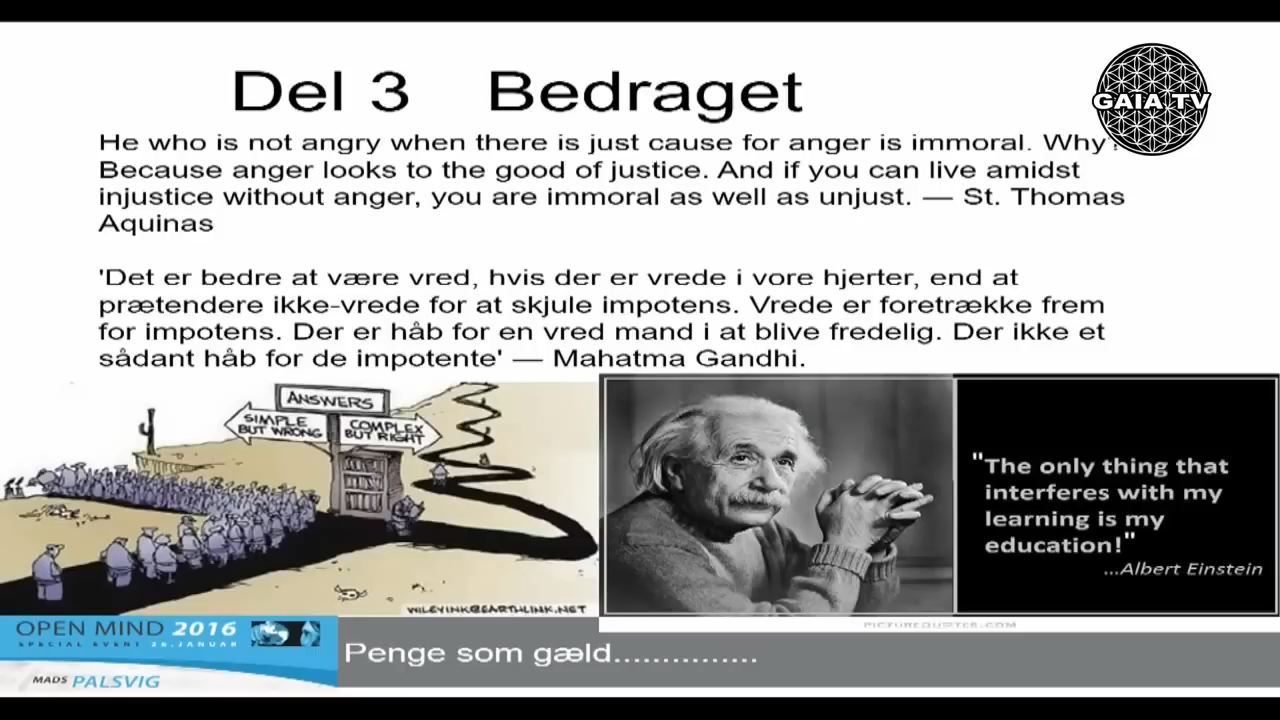 Del 3 Bedraget
GAIA TV
He who is not angry when there is just cause for anger is immoral. Why?
Because anger looks to the good of justice. And if you can live amidst
injustice without anger, you are immoral as well as unjust. — St. Thomas
Aquinas
'Det er bedre at være vred, hvis der er vrede i vore hjerter, end at
prætendere ikke-vrede for at skjule impotens. Vrede er foretrække frem
for impotens. Der er håb for en vred mand i at blive fredelig. Der ikke et
sådant håb for de impotente' — Mahatma Gandhi.
ANSWERS
SIMPLE
BUT WRONG
COMPLEX
BUT RIGHT
WILEYINK@EARTHLINK.NET
"The only thing that
interferes with my
learning is my
education!"
...Albert Einstein
PICTUREQUOTES.COM
OPEN MIND 2016
SPECIAL EVENT 26. JANUAR
MADS PALSVIG
Penge som gæld...............